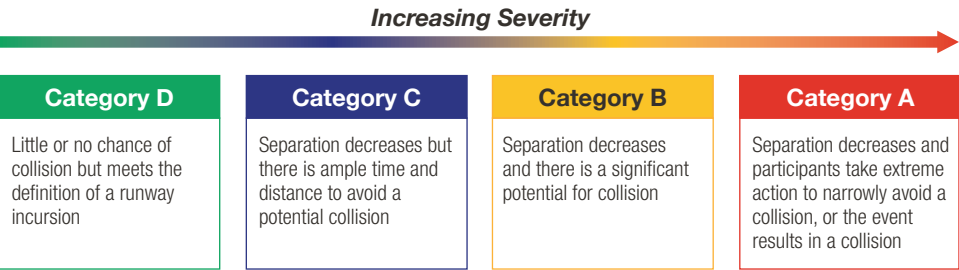 Increasing Severity
Category D
Little or no chance of
collision but meets the
definition of a runway
incursion
Category C
Separation decreases but
there is ample time and
distance to avoid a
potential collision
Category B
Separation decreases
and there is a significant
potential for collision
Category A
Separation decreases and
participants take extreme
action to narrowly avoid a
collision, or the event
results in a collision